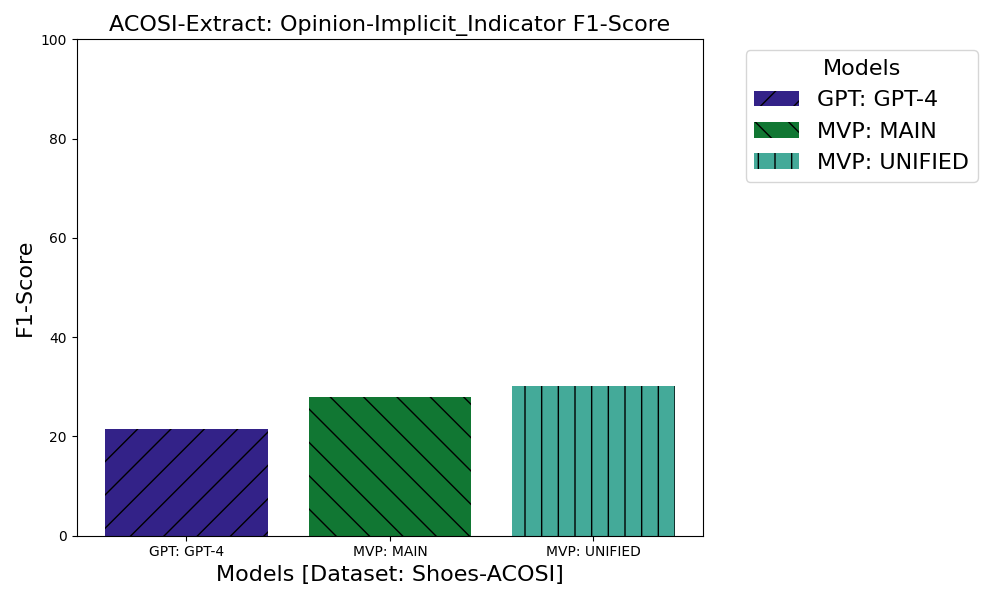 ACOSI-Extract: Opinion-Implicit_Indicator F1-Score
100
80
60
40
20
0
F1-Score
GPT: GPT-4
MVP: MAIN
MVP: UNIFIED
Models [Dataset: Shoes-ACOSI]
Models
GPT: GPT-4
MVP: MAIN
MVP: UNIFIED